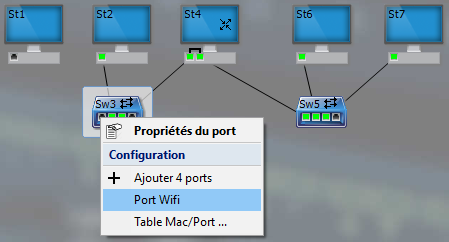 St1 St2 St4 St6 St7
Sw3 Sw5
Propriétés du port
Configuration
Ajouter 4 ports
Port Wifi
Table Mac/Port ...